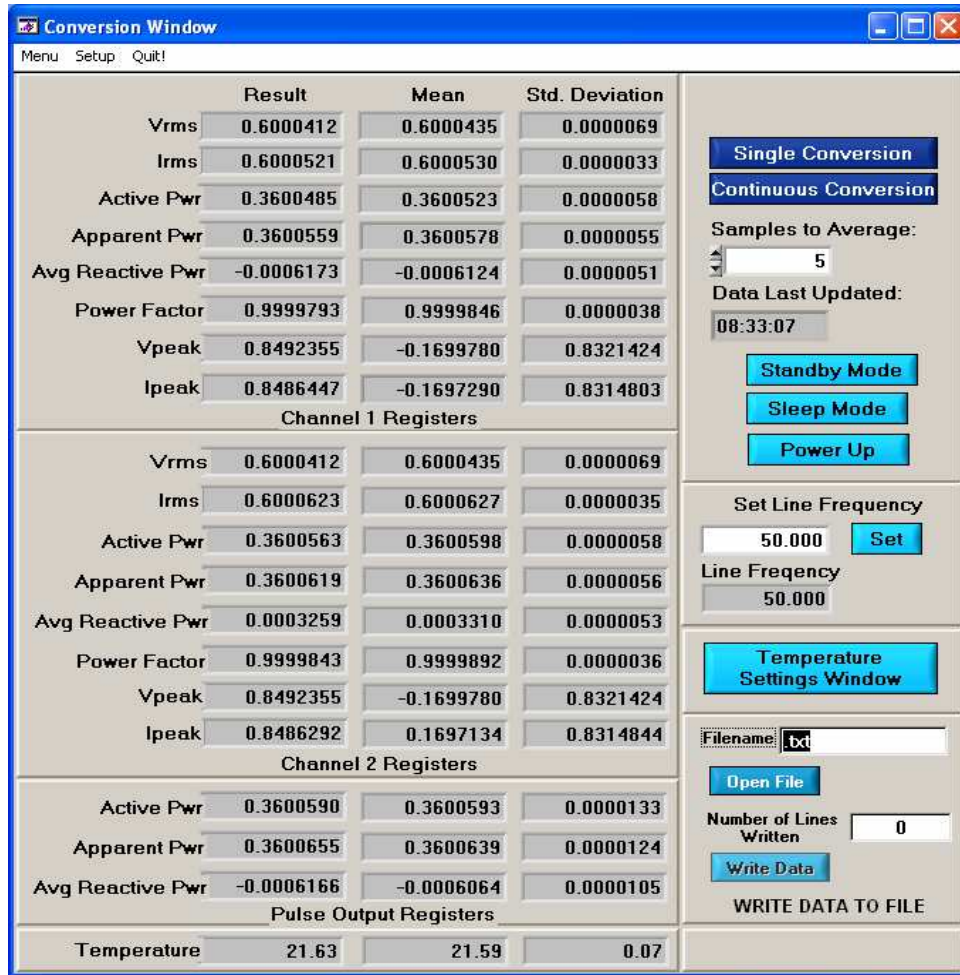 Conversion Window
Menu Setup Quit!
Result Mean Std. Deviation
Vrms 0.6000412 0.6000435 0.0000069
Irms 0.6000521 0.6000530 0.0000033
Active Pwr 0.3600485 0.3600523 0.0000058
Apparent Pwr 0.3600559 0.3600578 0.0000055
Avg Reactive Pwr -0.0006173 -0.0006124 0.0000051
Power Factor 0.9999793 0.9999846 0.0000038
Vpeak 0.8492355 -0.1699780 0.8321424
Ipeak 0.8486447 -0.1697290 0.8314803
Channel 1 Registers
Vrms 0.6000412 0.6000435 0.0000069
Irms 0.6000623 0.6000627 0.0000035
Active Pwr 0.3600563 0.3600598 0.0000058
Apparent Pwr 0.3600619 0.3600636 0.0000056
Avg Reactive Pwr 0.0003259 0.0003310 0.0000053
Power Factor 0.9999843 0.9999892 0.0000036
Vpeak 0.8492355 -0.1699780 0.8321424
Ipeak 0.8486292 0.1697134 0.8314844
Channel 2 Registers
Active Pwr 0.3600590 0.3600593 0.0000133
Apparent Pwr 0.3600655 0.3600639 0.0000124
Avg Reactive Pwr -0.0006166 -0.0006064 0.0000105
Pulse Output Registers
Temperature 21.63 21.59 0.07
Single Conversion
Continuous Conversion
Samples to Average:
5
Data Last Updated:
08:33:07
Standby Mode
Sleep Mode
Power Up
Set Line Frequency
50.000 Set
Line Freqency
50.000
Temperature
Settings Window
Filename .txt
Open File
Number of Lines
Written 0
Write Data
WRITE DATA TO FILE